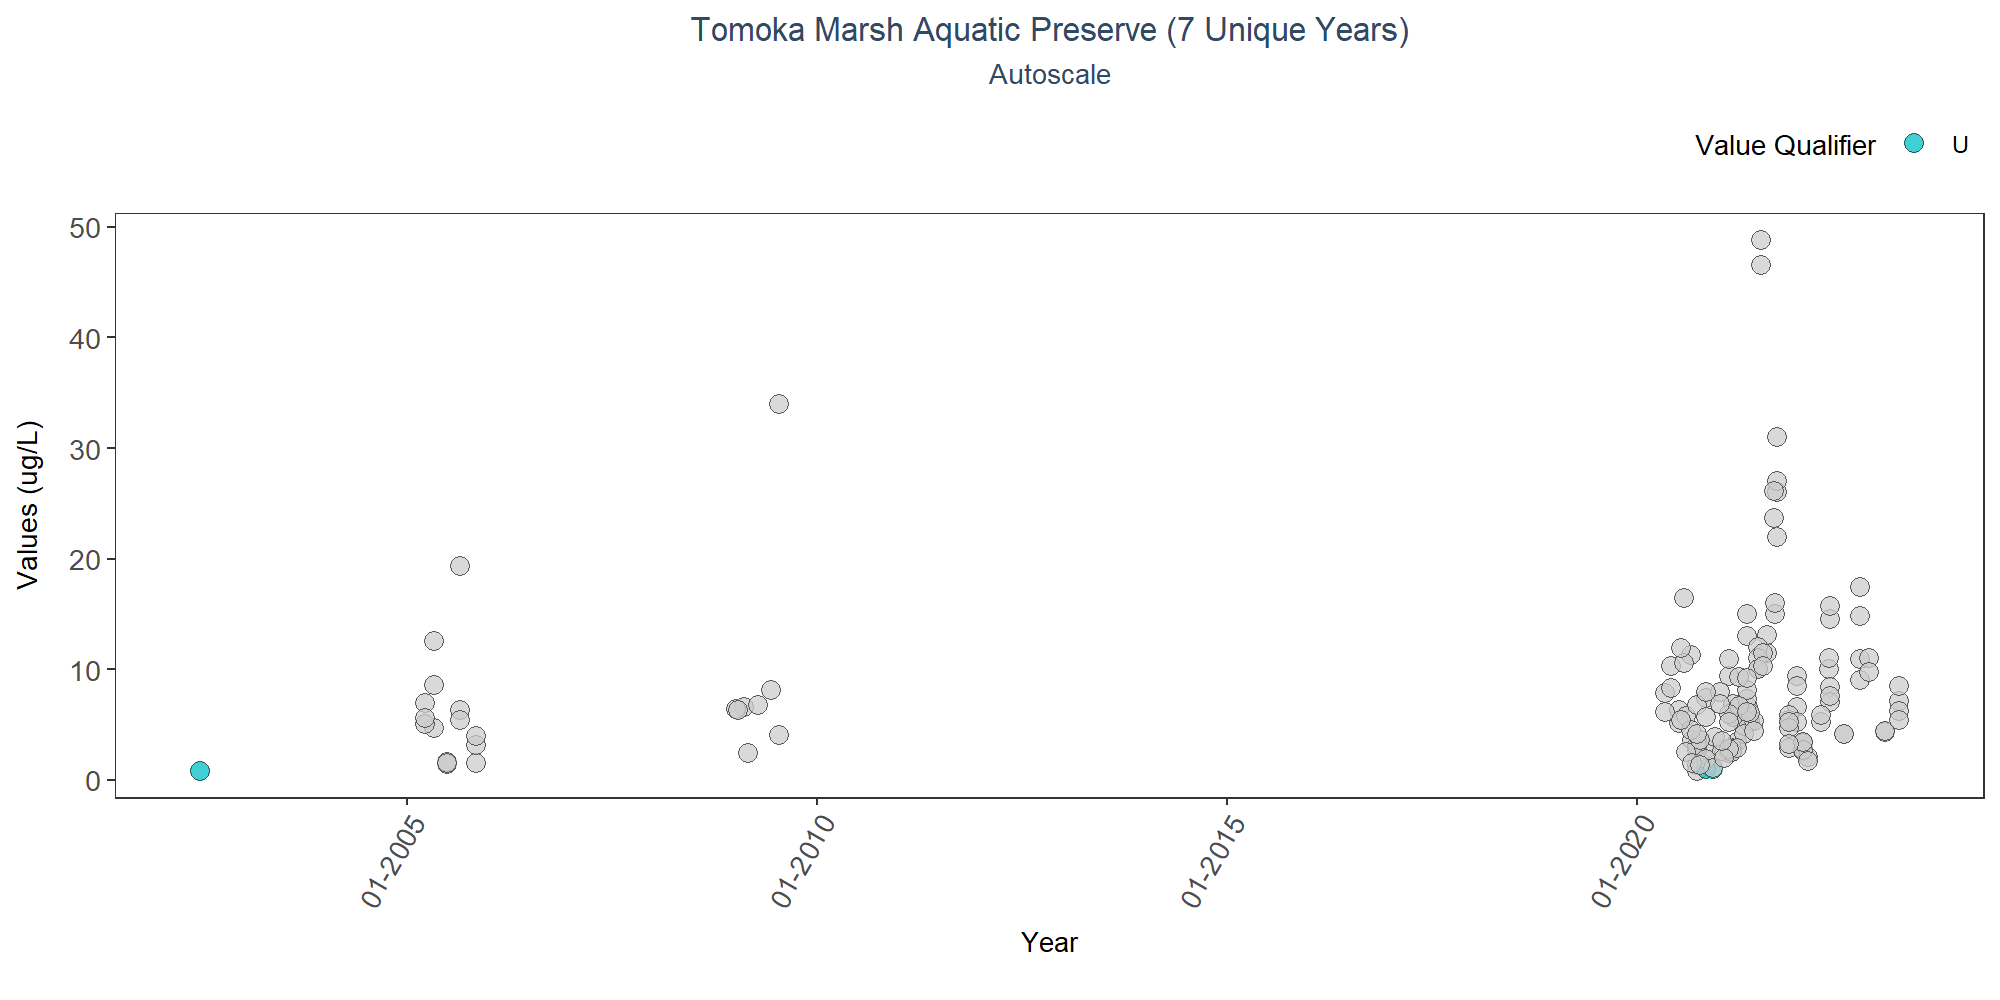 Tomoka Marsh Aquatic Preserve (7 Unique Years)
Autoscale
Value Qualifier U
Values (ug/L)
50
40
30
20
10
0
01-2005 01-2010 01-2015 01-2020
Year